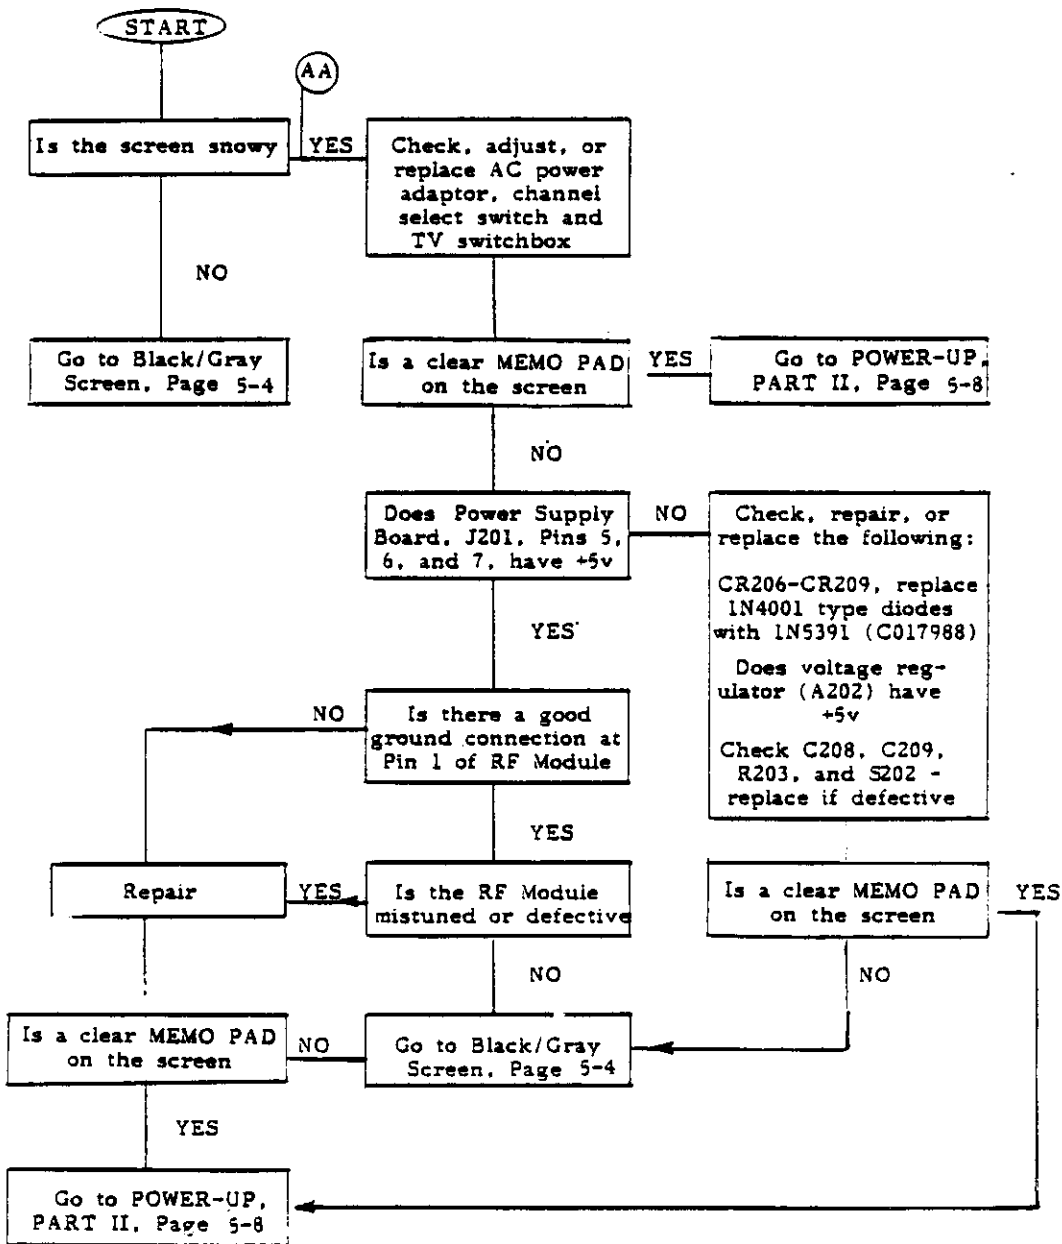 START
AA
Is the screen snowy
YES
Check, adjust, or
replace AC power
adaptor, channel
select switch and
TV switchbox
NO
Go to Black/Gray
Screen, Page 5-4
Is a clear MEMO PAD
on the screen
YES
Go to POWER-UP,
PART II, Page 5-8
NO
Does Power Supply
Board, J201, Pins 5,
6, and 7, have +5v
NO
Check, repair, or
replace the following:
CR206-CR209, replace
1N4001 type diodes
with 1N5391 (C017988)
Does voltage reg-
ulator (A202) have
+5v
Check C208, C209,
R203, and S202 -
replace if defective
YES
NO
Is there a good
ground connection at
Pin 1 of RF Module
YES
Repair
YES
Is the RF Module
mistuned or defective
Is a clear MEMO PAD
on the screen
YES
NO
NO
Is a clear MEMO PAD
on the screen
NO
Go to Black/Gray
Screen, Page 5-4
YES
Go to POWER-UP,
PART II, Page 5-8